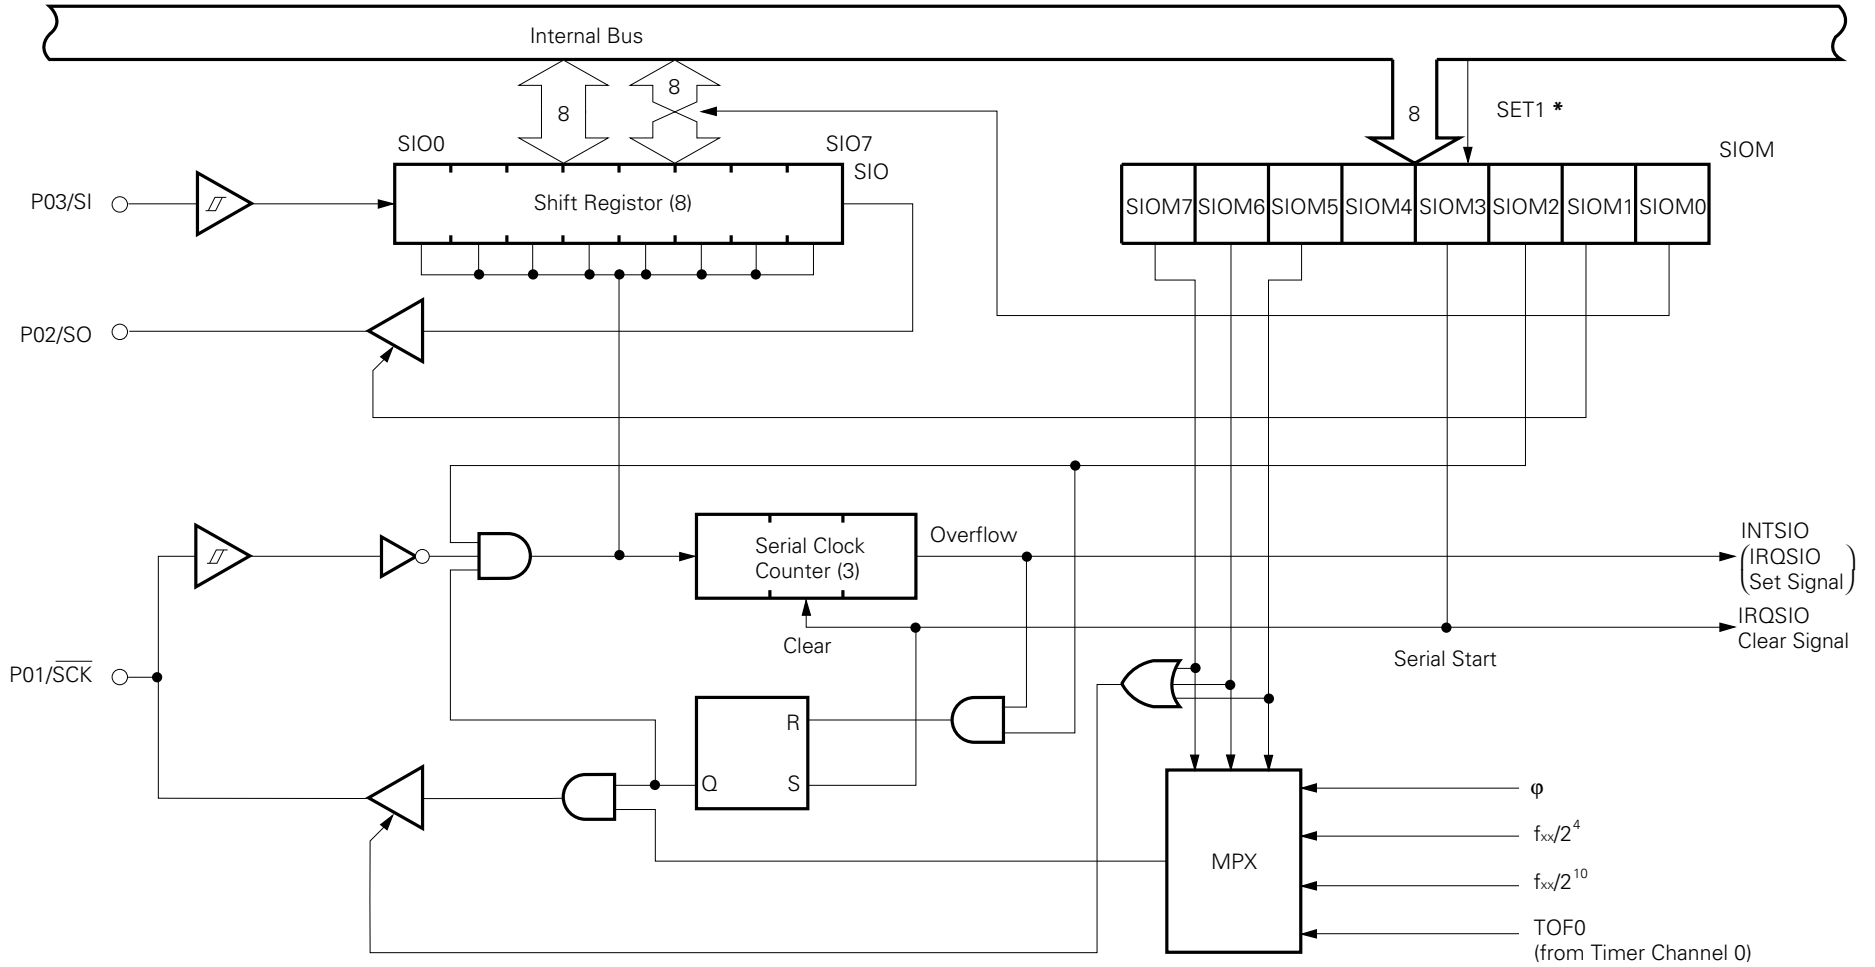 Internal Bus
8
8
8
SET1 *
SIO0
SIO7
SIO
SIOM
P03/SI
Shift Registor (8)
SIOM7 SIOM6 SIOM5 SIOM4 SIOM3 SIOM2 SIOM1 SIOM0
P02/SO
Serial Clock
Counter (3)
Overflow
INTSIO
(IRQSIO
Set Signal)
Clear
IRQSIO
Clear Signal
Serial Start
P01/S̅C̅K̅
R
Q
S
MPX
φ
fxx/2⁴
fxx/2¹⁰
TOF0
(from Timer Channel 0)